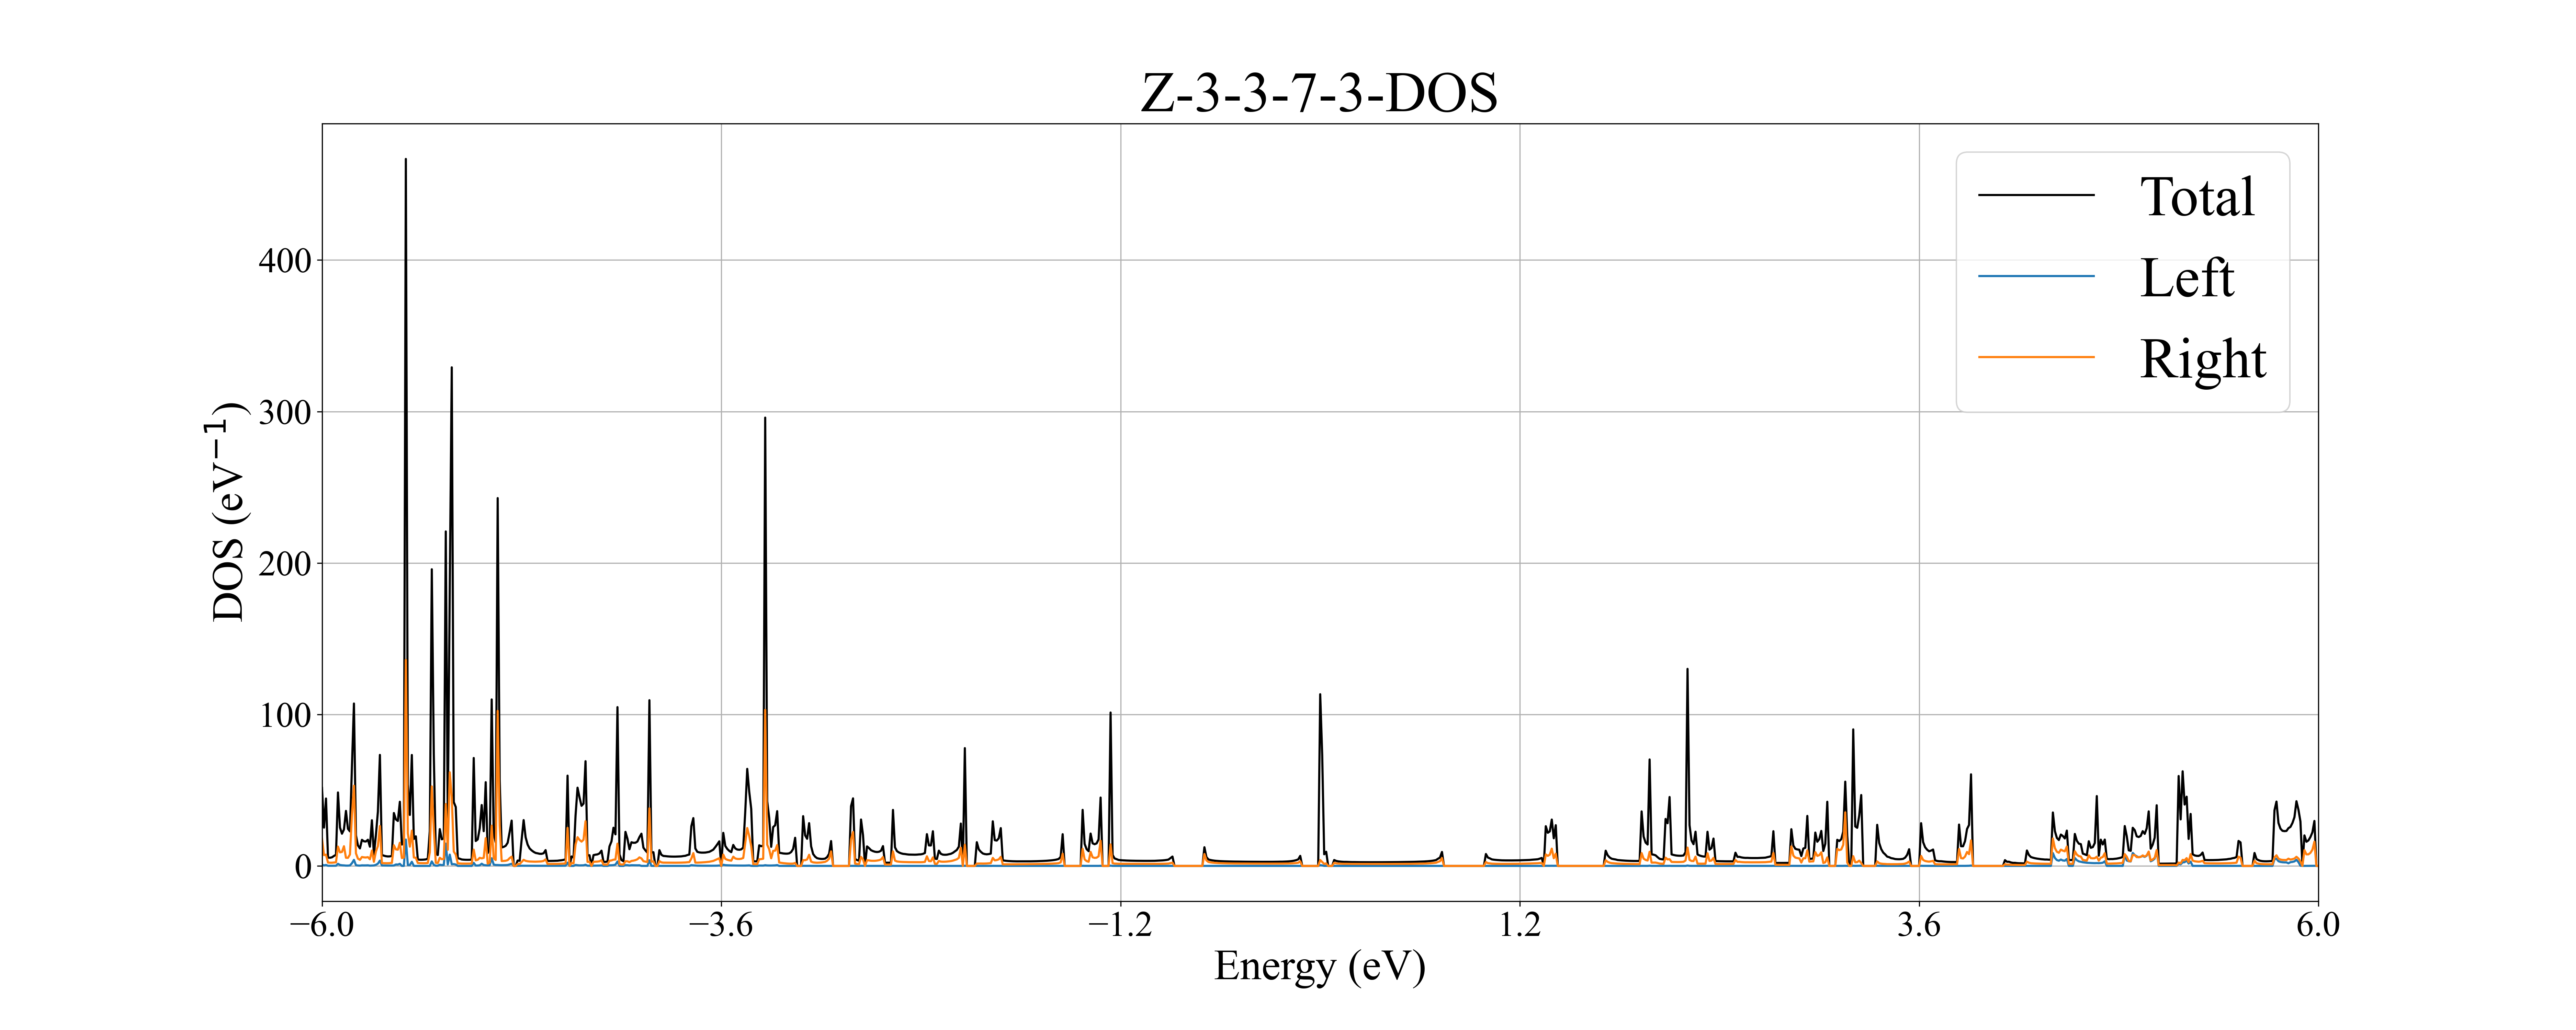 Z-3-3-7-3-DOS
Total
Left
Right
400
300
200
100
0
DOS (eV⁻¹)
−6.0 −3.6 −1.2 1.2 3.6 6.0
Energy (eV)